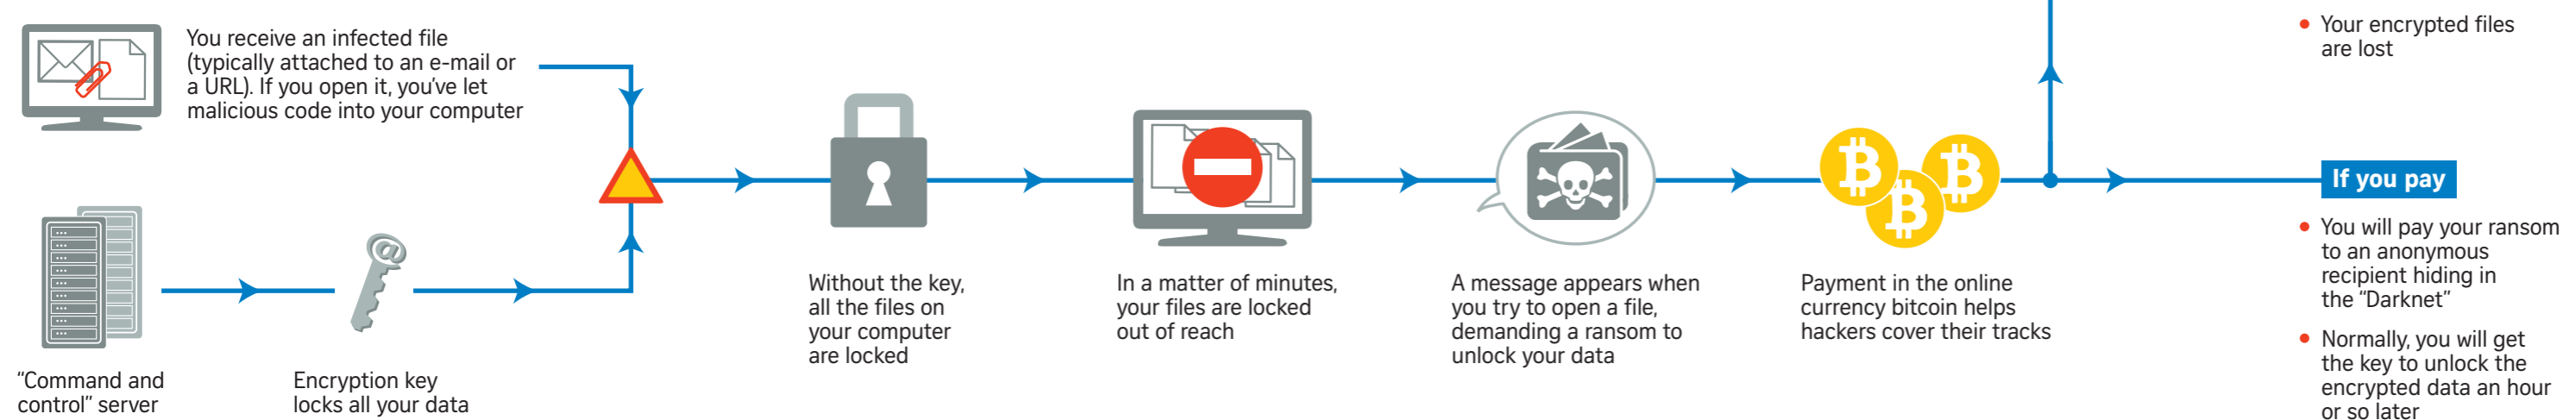 You receive an infected file
(typically attached to an e-mail or
a URL). If you open it, you've let
malicious code into your computer
"Command and
control" server
Encryption key
locks all your data
Without the key,
all the files on
your computer
are locked
In a matter of minutes,
your files are locked
out of reach
A message appears when
you try to open a file,
demanding a ransom to
unlock your data
Payment in the online
currency bitcoin helps
hackers cover their tracks
• Your encrypted files
are lost
If you pay
• You will pay your ransom
to an anonymous
recipient hiding in
the "Darknet"
• Normally, you will get
the key to unlock the
encrypted data an hour
or so later